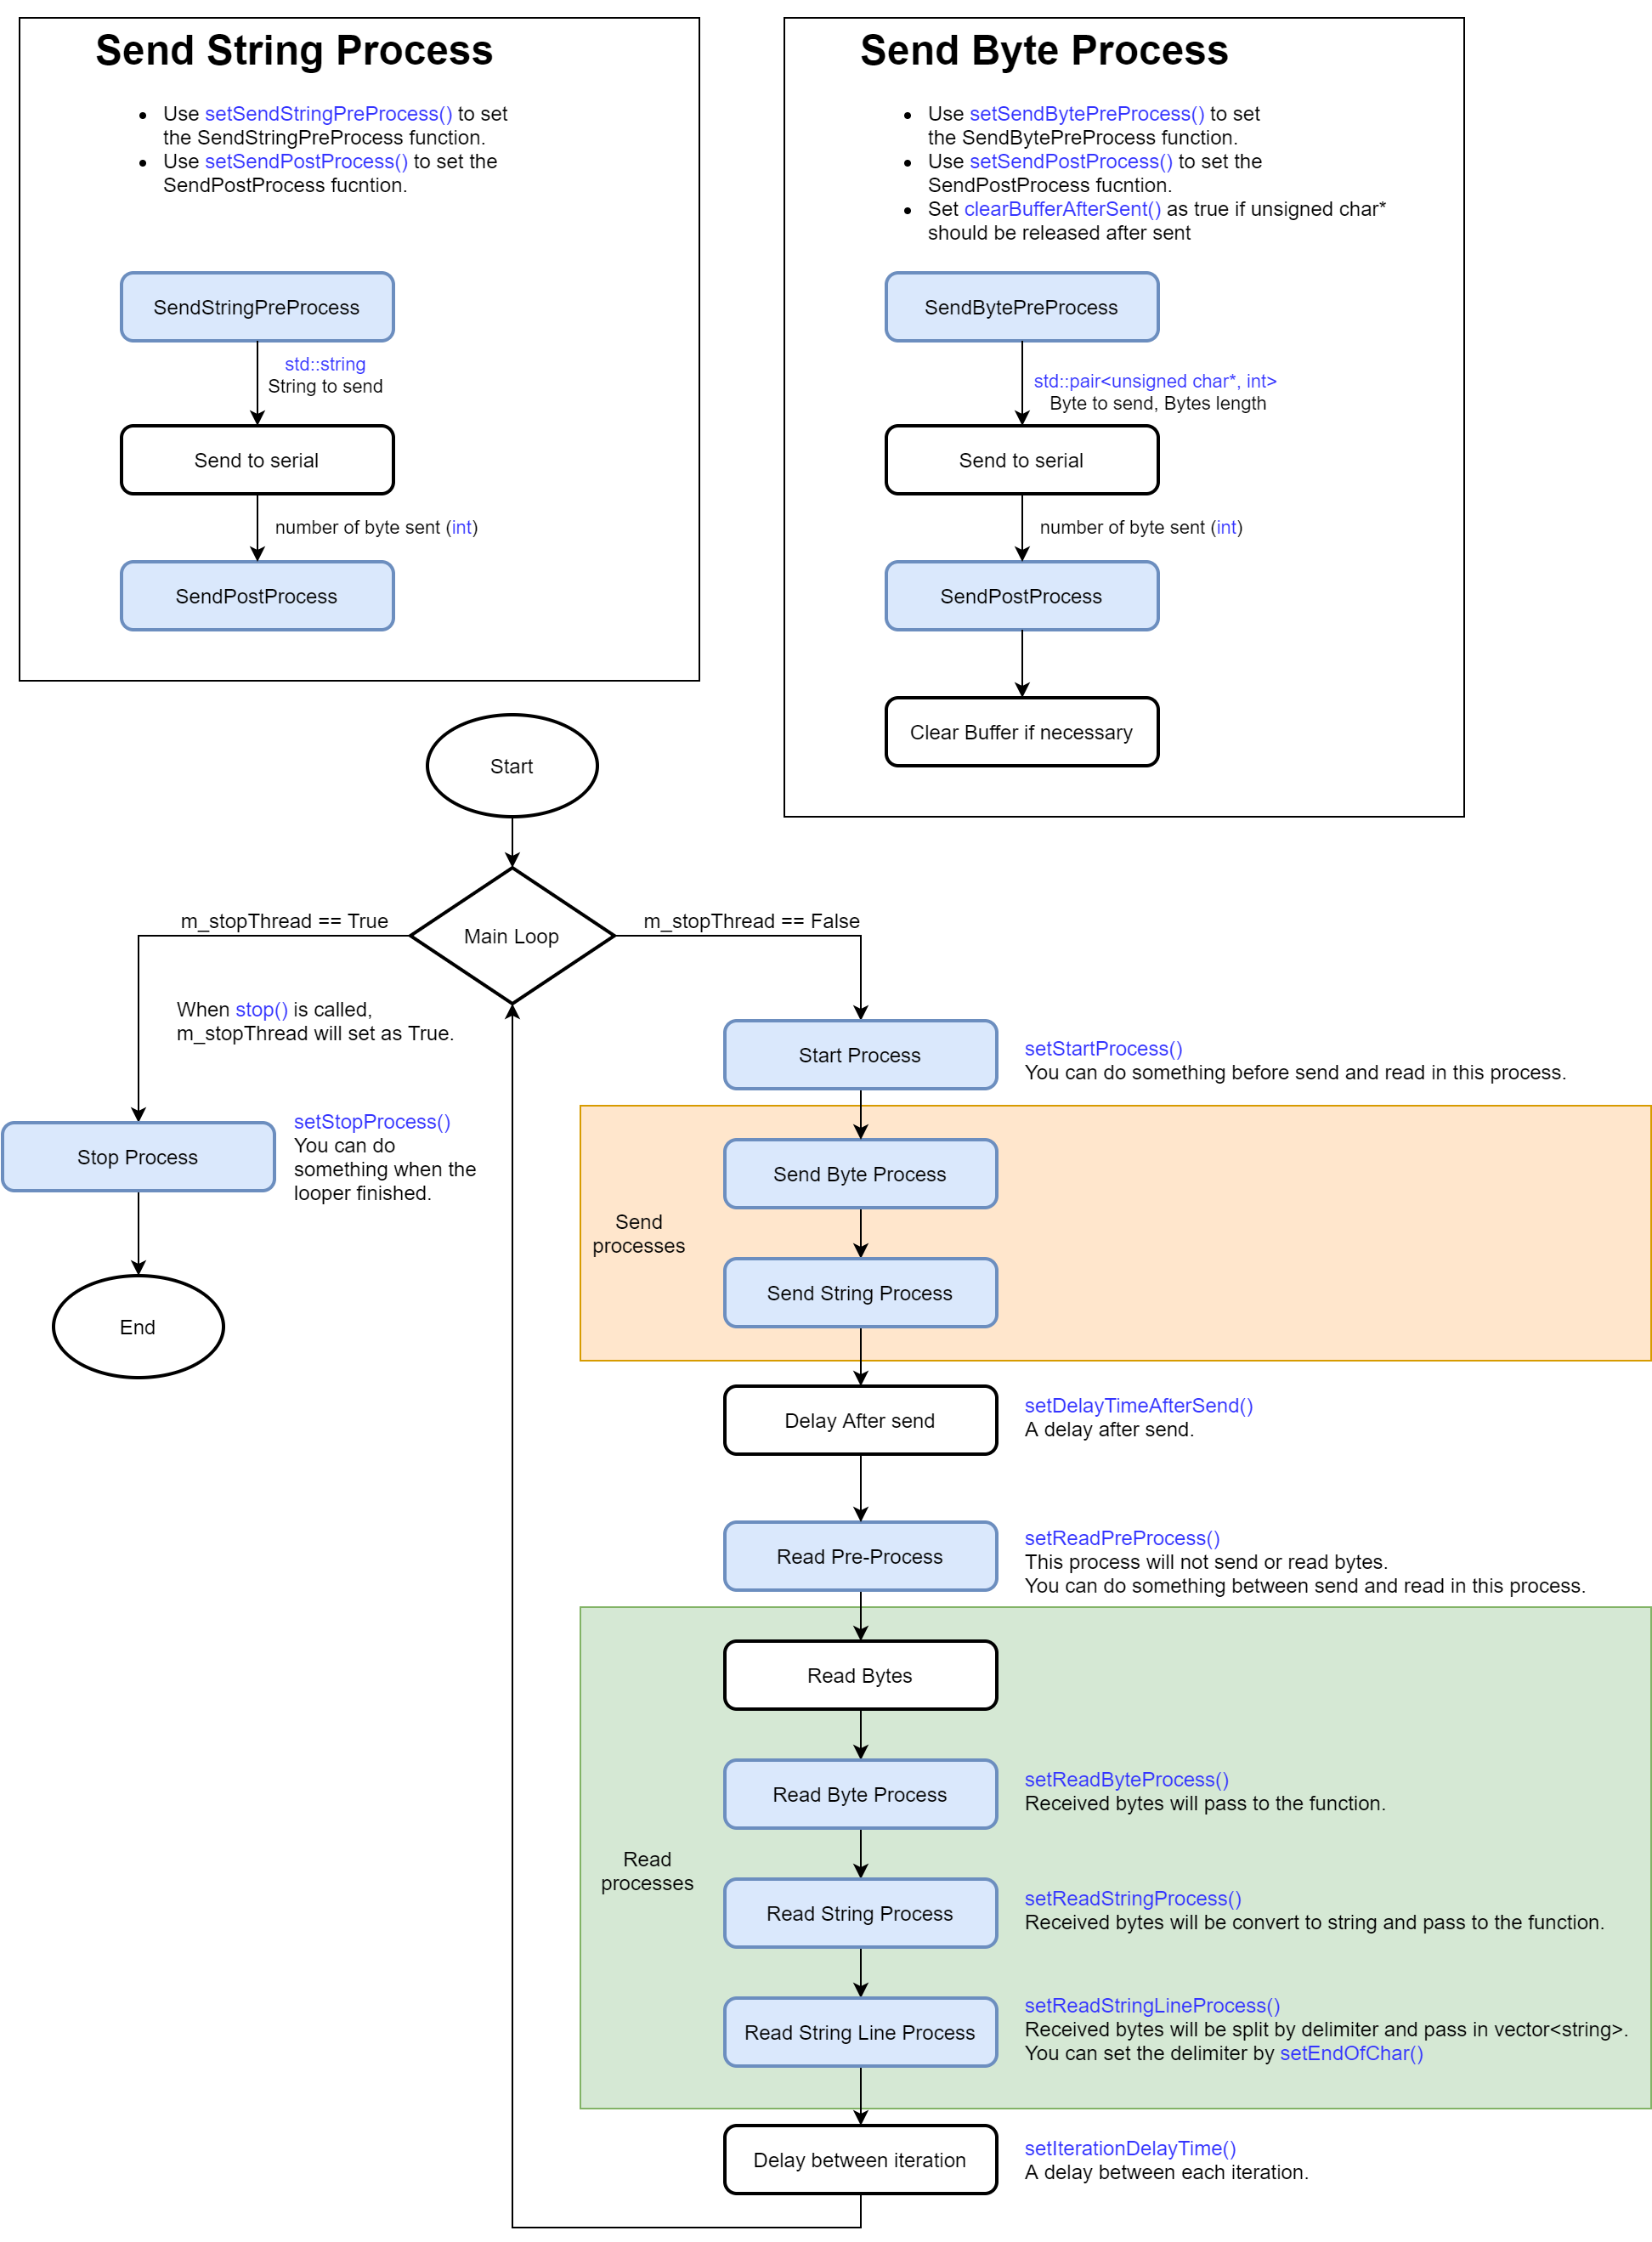 Send String Process
Use setSendStringPreProcess() to set
the SendStringPreProcess function.
Use setSendPostProcess() to set the
SendPostProcess fucntion.
SendStringPreProcess
std::string
String to send
Send to serial
number of byte sent (int)
SendPostProcess
Send Byte Process
Use setSendBytePreProcess() to set
the SendBytePreProcess function.
Use setSendPostProcess() to set the
SendPostProcess fucntion.
Set clearBufferAfterSent() as true if unsigned char*
should be released after sent
SendBytePreProcess
std::pair<unsigned char*, int>
Byte to send, Bytes length
Send to serial
number of byte sent (int)
SendPostProcess
Clear Buffer if necessary
Start
Main Loop
m_stopThread == True
m_stopThread == False
When stop() is called,
m_stopThread will set as True.
Stop Process
setStopProcess()
You can do
something when the
looper finished.
End
Start Process
setStartProcess()
You can do something before send and read in this process.
Send
processes
Send Byte Process
Send String Process
Delay After send
setDelayTimeAfterSend()
A delay after send.
Read Pre-Process
setReadPreProcess()
This process will not send or read bytes.
You can do something between send and read in this process.
Read
processes
Read Bytes
Read Byte Process
setReadByteProcess()
Received bytes will pass to the function.
Read String Process
setReadStringProcess()
Received bytes will be convert to string and pass to the function.
Read String Line Process
setReadStringLineProcess()
Received bytes will be split by delimiter and pass in vector<string>.
You can set the delimiter by setEndOfChar()
Delay between iteration
setIterationDelayTime()
A delay between each iteration.